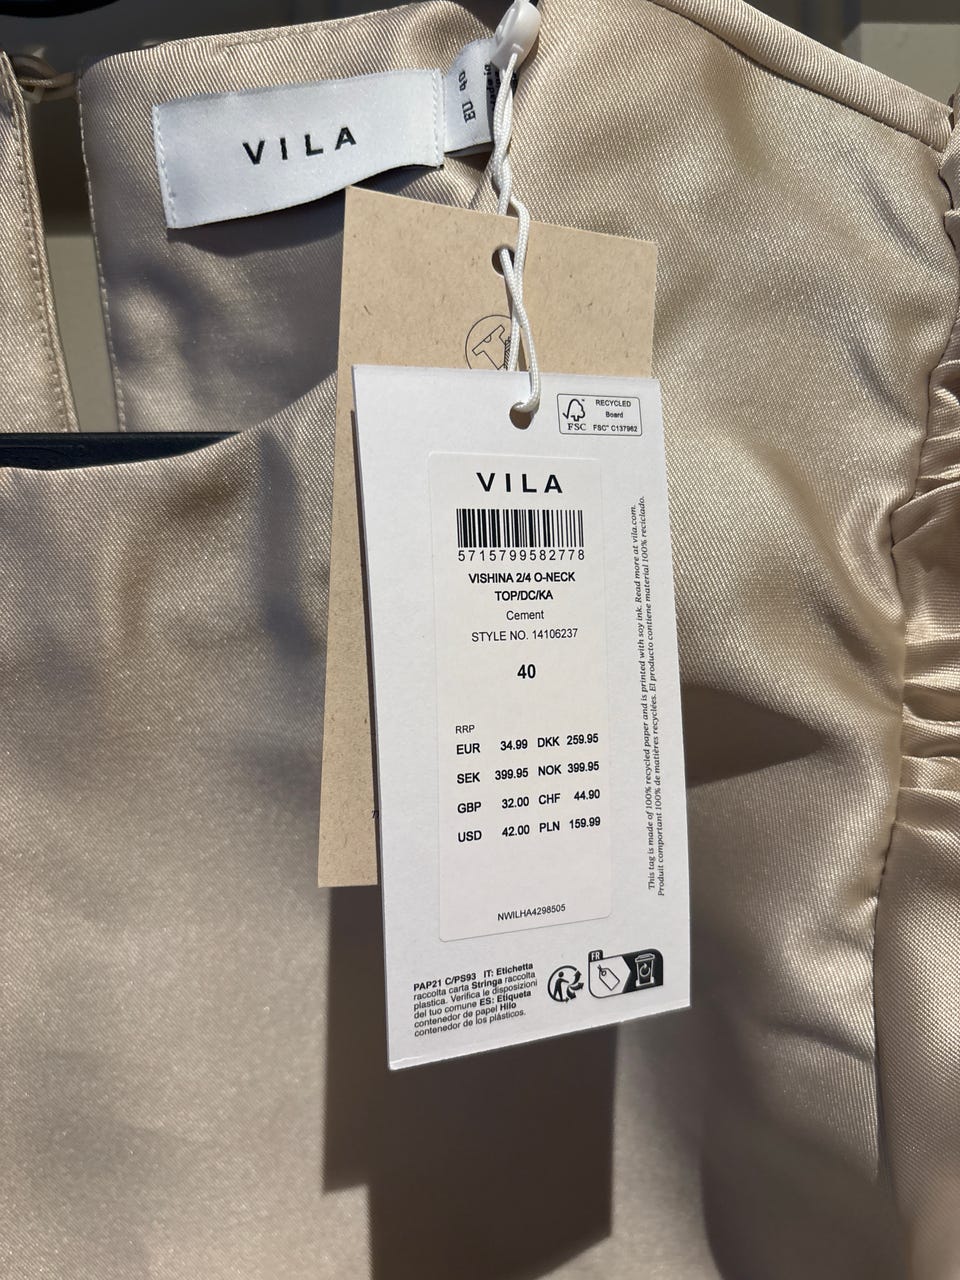 VILA
EU 40
RECYCLED
Board
FSC
FSC® C137962
VILA
5715799582778
VISHINA 2/4 O-NECK
TOP/DC/KA
Cement
STYLE NO. 14106237
40
RRP
EUR 34.99 DKK 259.95
SEK 399.95 NOK 399.95
GBP 32.00 CHF 44.90
USD 42.00 PLN 159.99
NWILHA4298505
This tag is made of 100% recycled paper and is printed with soy ink. Read more at vila.com.
Produit comportant 100% de matières recyclées. El producto contiene material 100% reciclado.
PAP21 C/PS93 IT: Etichetta
raccolta carta Stringa raccolta
plastica. Verifica le disposizioni
del tuo comune ES: Etiqueta
contenedor de papel Hilo
contenedor de los plásticos.
FR